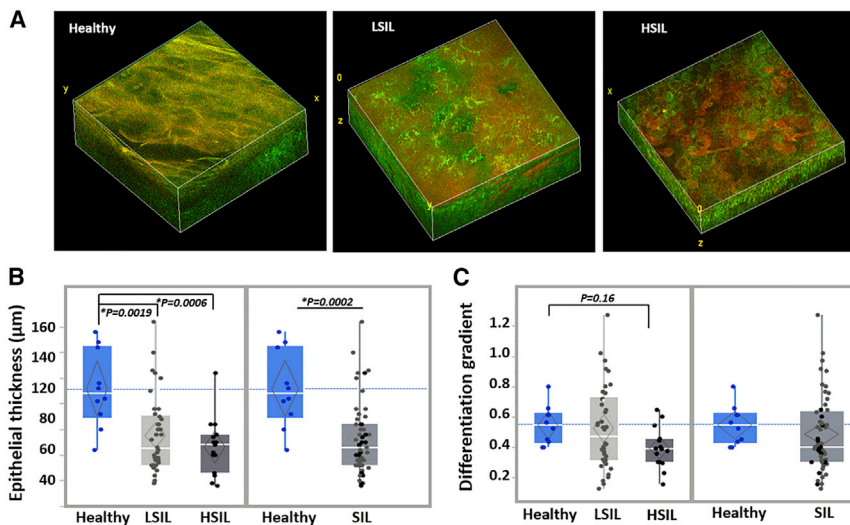 A
Healthy
y
x
LSIL
0
z
y
HSIL
x
0
z
B
Epithelial thickness (µm)
160
140
120
80
60
40
*P=0.0006
*P=0.0019
*P=0.0002
Healthy LSIL HSIL Healthy SIL
C
Differentiation gradient
1.2
1.0
0.8
0.6
0.4
0.2
P=0.16
Healthy LSIL HSIL Healthy SIL